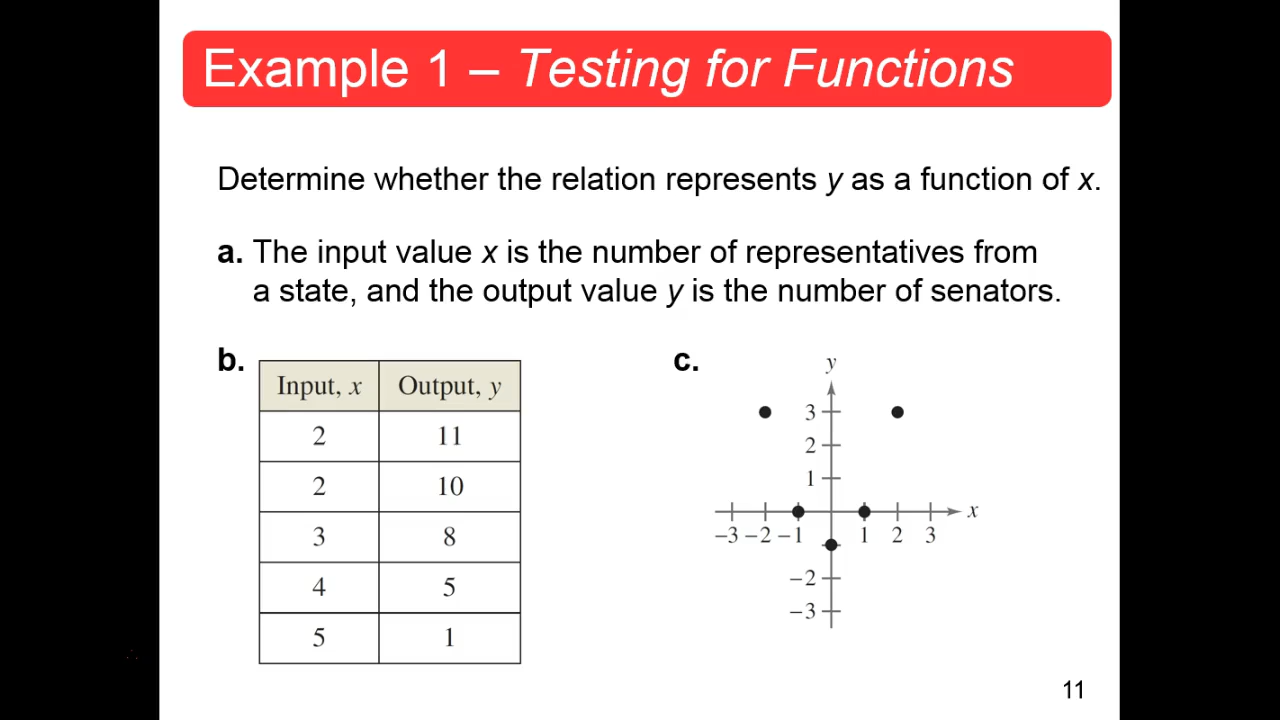 Example 1 – Testing for Functions
Determine whether the relation represents y as a function of x.
a. The input value x is the number of representatives from
a state, and the output value y is the number of senators.
b.
Input, x Output, y
2 11
2 10
3 8
4 5
5 1
c.
y
3
2
1
x
−3 −2 −1 1 2 3
−2
−3
11